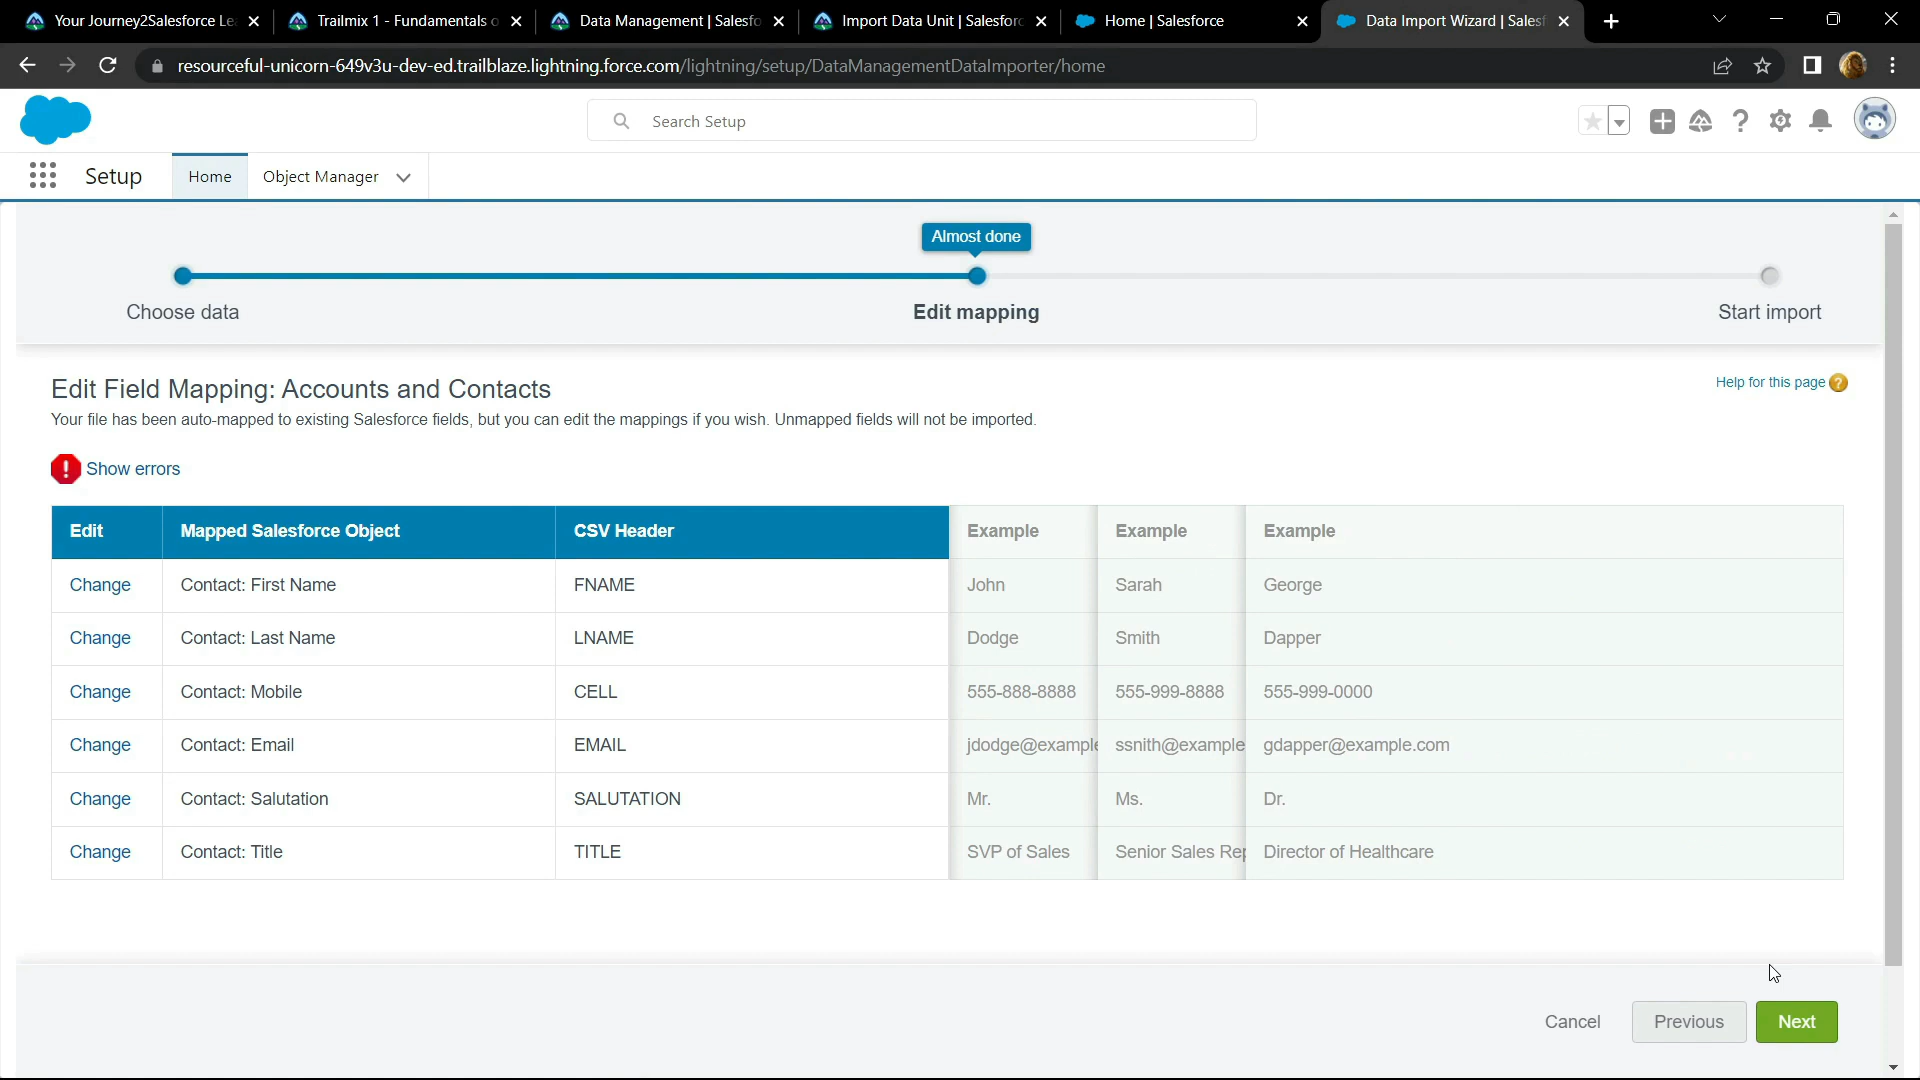 Your Journey2Salesforce Le
Trailmix 1 - Fundamentals o
Data Management | Salesfo
Import Data Unit | Salesforc
Home | Salesforce
Data Import Wizard | Salesf
resourceful-unicorn-649v3u-dev-ed.trailblaze.lightning.force.com/lightning/setup/DataManagementDataImporter/home
Search Setup
Setup
Home
Object Manager
Almost done
Choose data
Edit mapping
Start import
Edit Field Mapping: Accounts and Contacts
Help for this page ?
Your file has been auto-mapped to existing Salesforce fields, but you can edit the mappings if you wish. Unmapped fields will not be imported.
! Show errors
Edit Mapped Salesforce Object CSV Header Example Example Example
Change Contact: First Name FNAME John Sarah George
Change Contact: Last Name LNAME Dodge Smith Dapper
Change Contact: Mobile CELL 555-888-8888 555-999-8888 555-999-0000
Change Contact: Email EMAIL jdodge@example ssnith@example gdapper@example.com
Change Contact: Salutation SALUTATION Mr. Ms. Dr.
Change Contact: Title TITLE SVP of Sales Senior Sales Rep Director of Healthcare
Cancel
Previous
Next